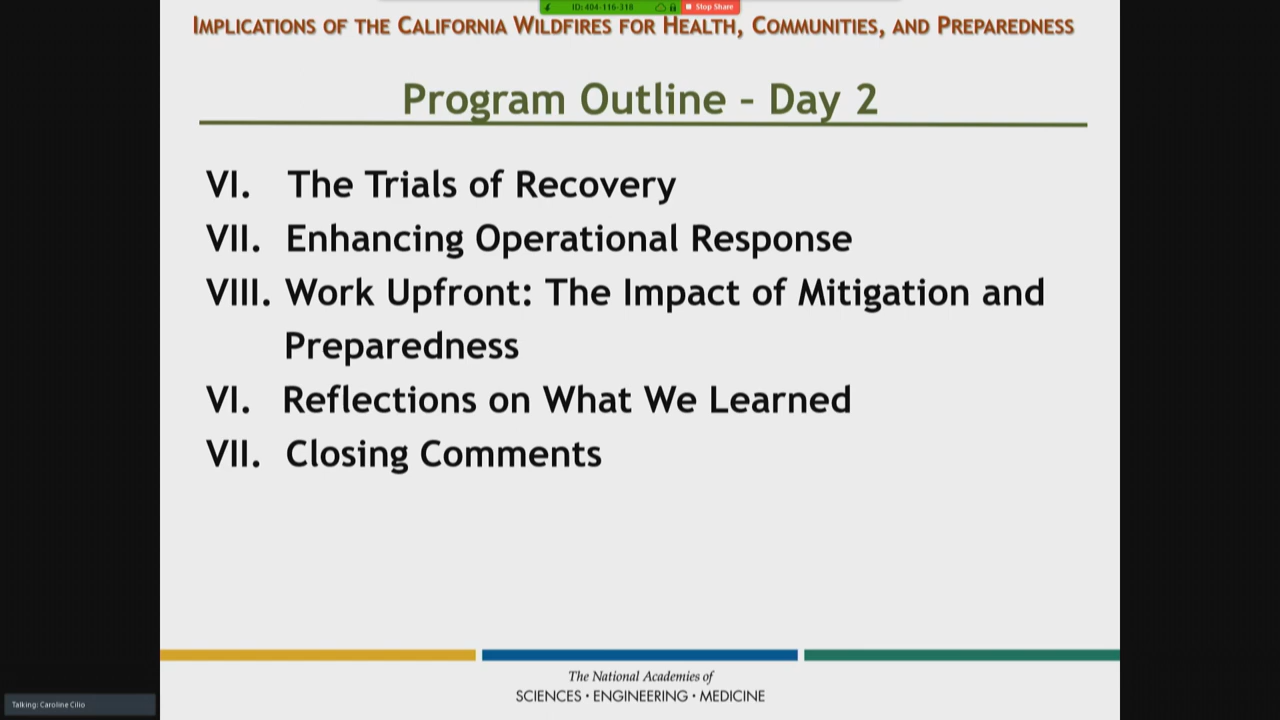 ID: 404-116-318 Stop Share
IMPLICATIONS OF THE CALIFORNIA WILDFIRES FOR HEALTH, COMMUNITIES, AND PREPAREDNESS
Program Outline – Day 2
VI. The Trials of Recovery
VII. Enhancing Operational Response
VIII. Work Upfront: The Impact of Mitigation and
Preparedness
VI. Reflections on What We Learned
VII. Closing Comments
The National Academies of
SCIENCES · ENGINEERING · MEDICINE
Talking: Caroline Cilio